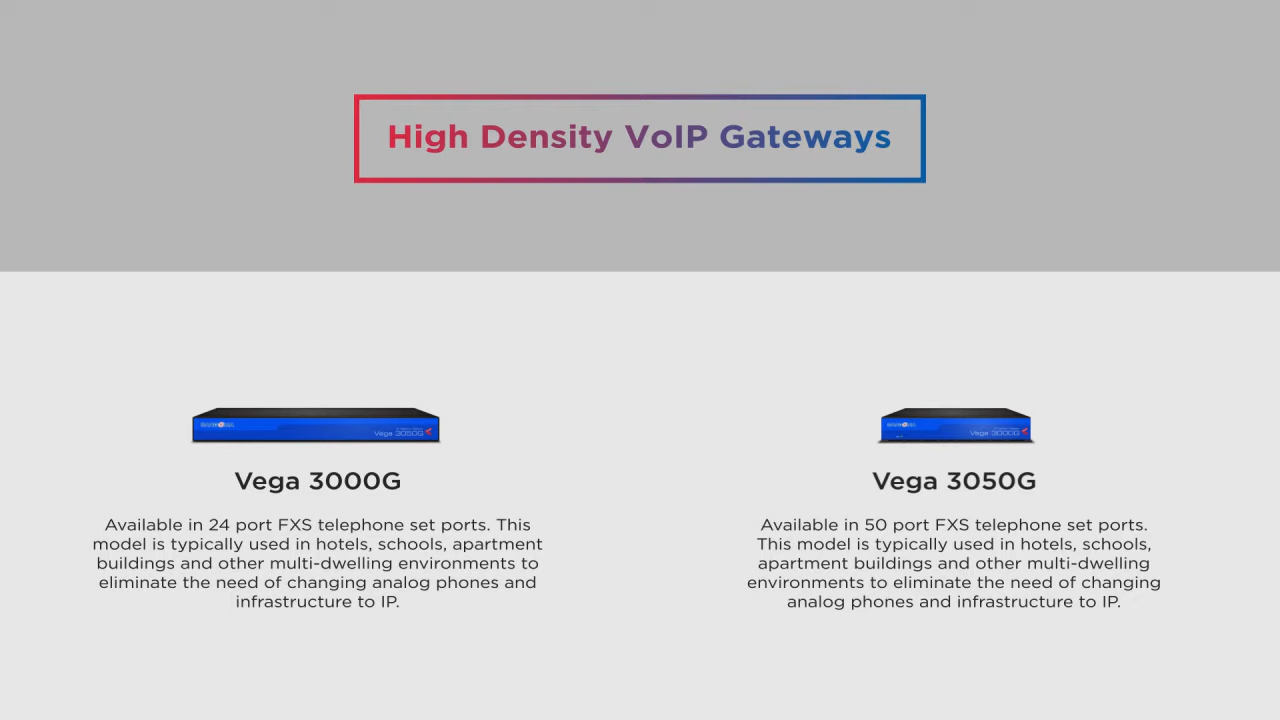 High Density VoIP Gateways
Vega 3050G
Vega 3000G
Vega 3000G
Available in 24 port FXS telephone set ports. This
model is typically used in hotels, schools, apartment
buildings and other multi-dwelling environments to
eliminate the need of changing analog phones and
infrastructure to IP.
Vega 3050G
Available in 50 port FXS telephone set ports.
This model is typically used in hotels, schools,
apartment buildings and other multi-dwelling
environments to eliminate the need of changing
analog phones and infrastructure to IP.